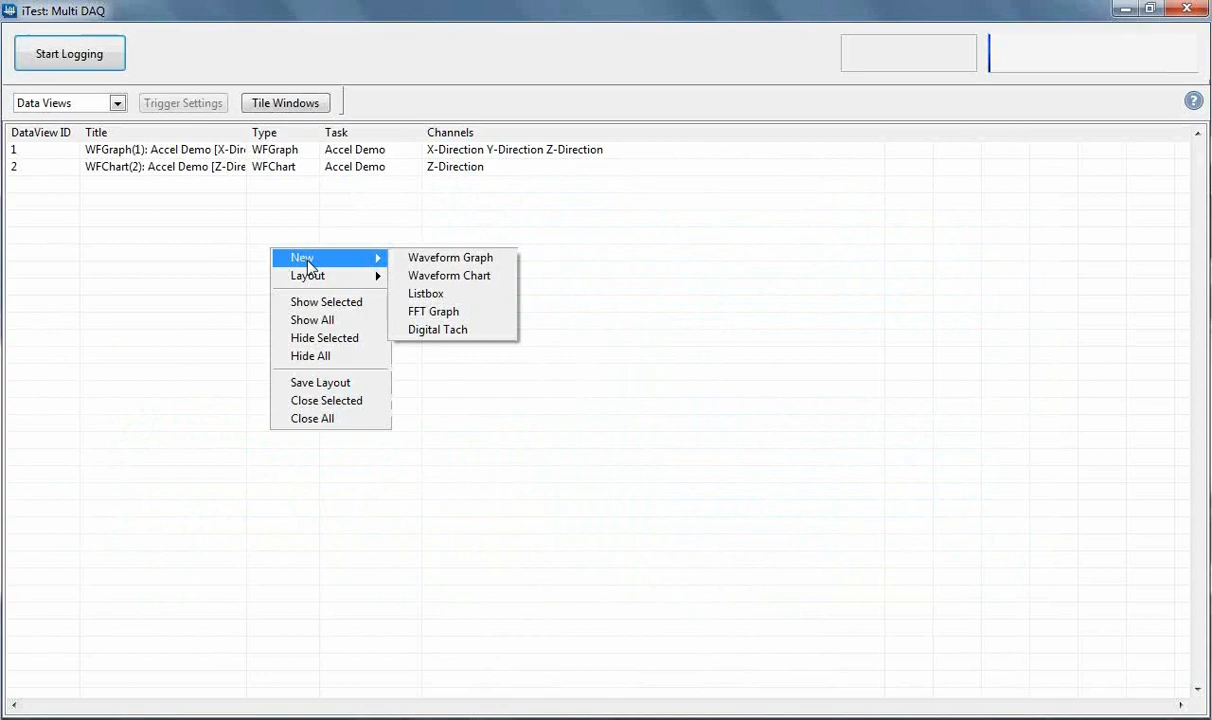 iTest: Multi DAQ
Start Logging
Data Views
Trigger Settings
Tile Windows
?
DataView ID Title Type Task Channels
1 WFGraph(1): Accel Demo [X-Dir WFGraph Accel Demo X-Direction Y-Direction Z-Direction
2 WFChart(2): Accel Demo [Z-Dire WFChart Accel Demo Z-Direction
New
Layout
Show Selected
Show All
Hide Selected
Hide All
Save Layout
Close Selected
Close All
Waveform Graph
Waveform Chart
Listbox
FFT Graph
Digital Tach